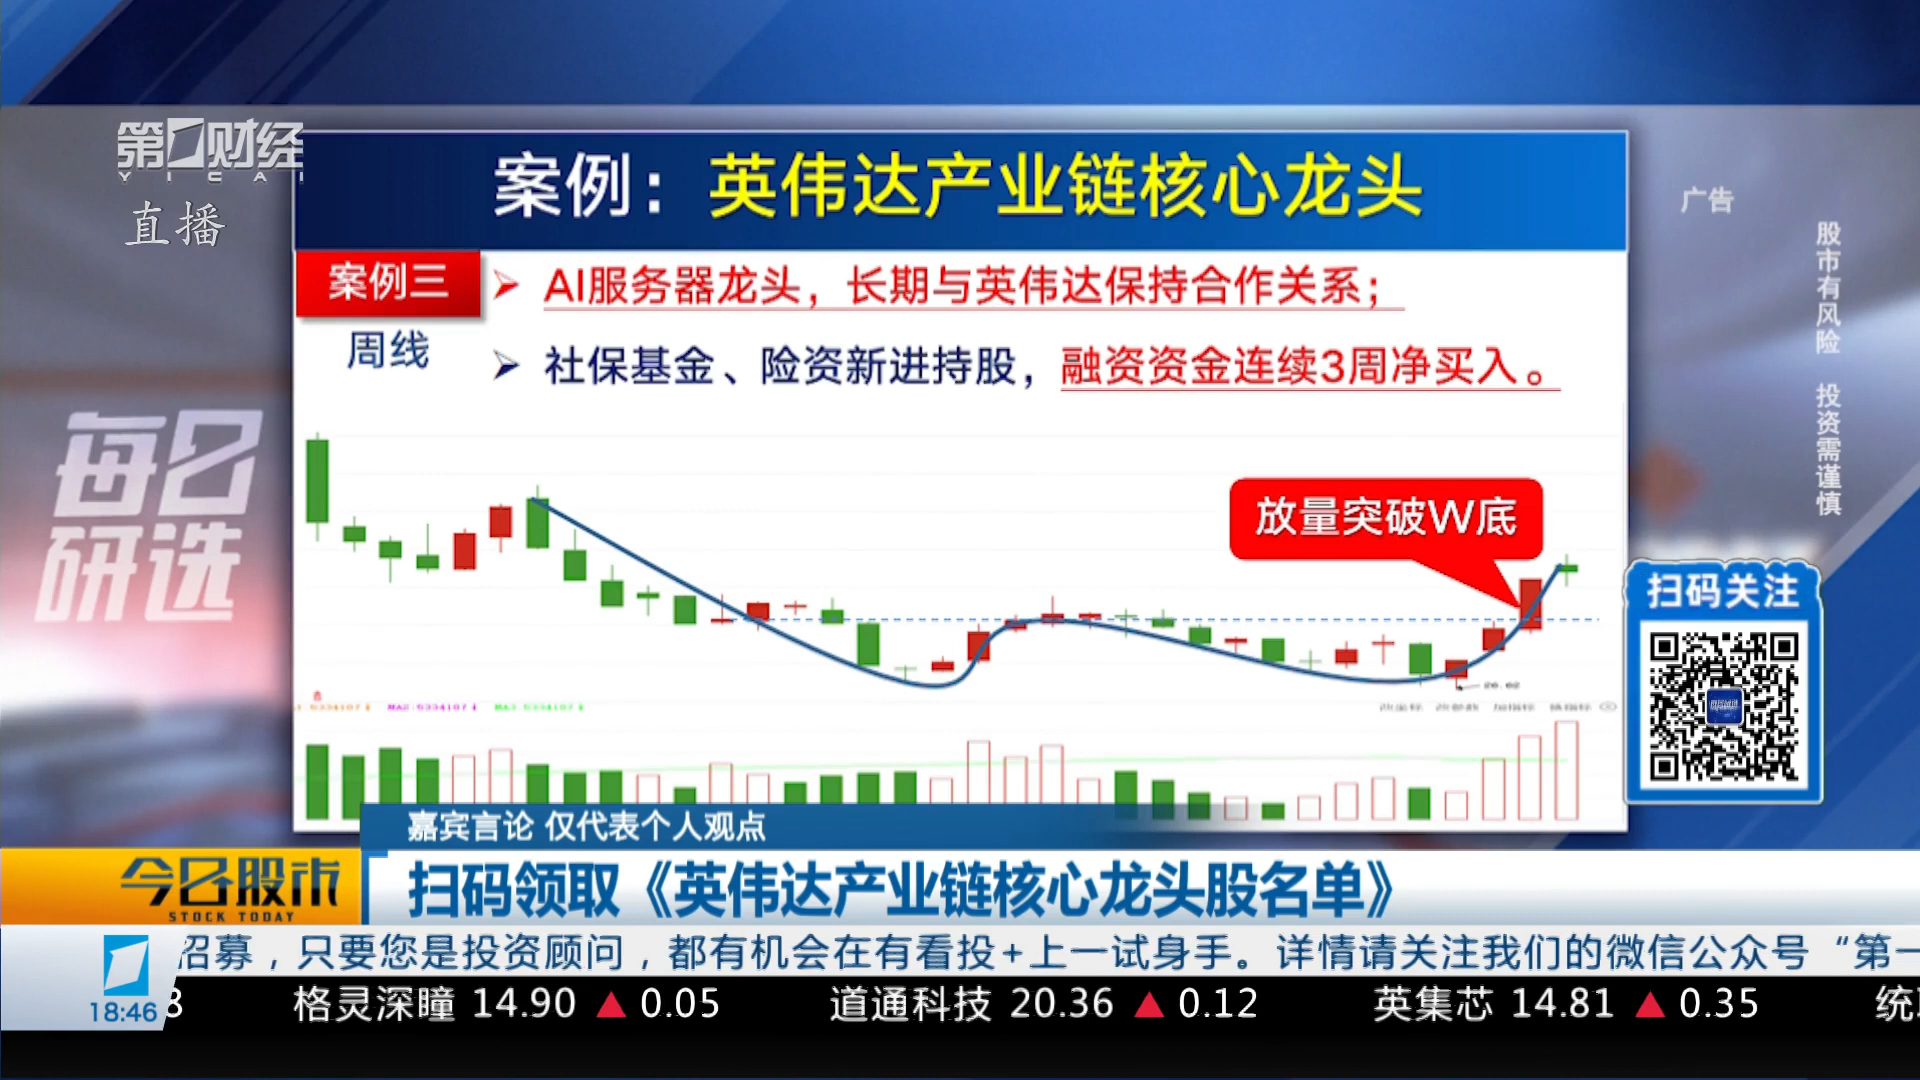 第1财经
YICAI
直播
案例：英伟达产业链核心龙头
广告
股市有风险 投资需谨慎
案例三
周线
AI服务器龙头，长期与英伟达保持合作关系；
社保基金、险资新进持股，融资资金连续3周净买入。
每日
研选
放量突破W底
扫码关注
嘉宾言论 仅代表个人观点
今日股市
STOCK TODAY
扫码领取《英伟达产业链核心龙头股名单》
招募，只要您是投资顾问，都有机会在有看投+上一试身手。详情请关注我们的微信公众号“第一
18:46
格灵深瞳 14.90 ▲ 0.05 道通科技 20.36 ▲ 0.12 英集芯 14.81 ▲ 0.35 统